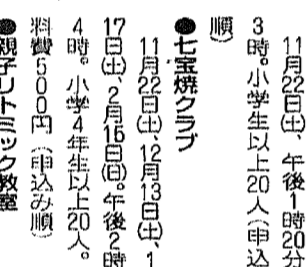 11月22日(土)、午後1時20分
3時。小学生以上20人(申込
順)
●七宝焼クラブ
11月22日(土)、12月13日(土)、1
17日(土)、2月15日(日)。午後2時
4時。小学4年生以上20人。
料費500円(申込み順)
●親子リトミック教室